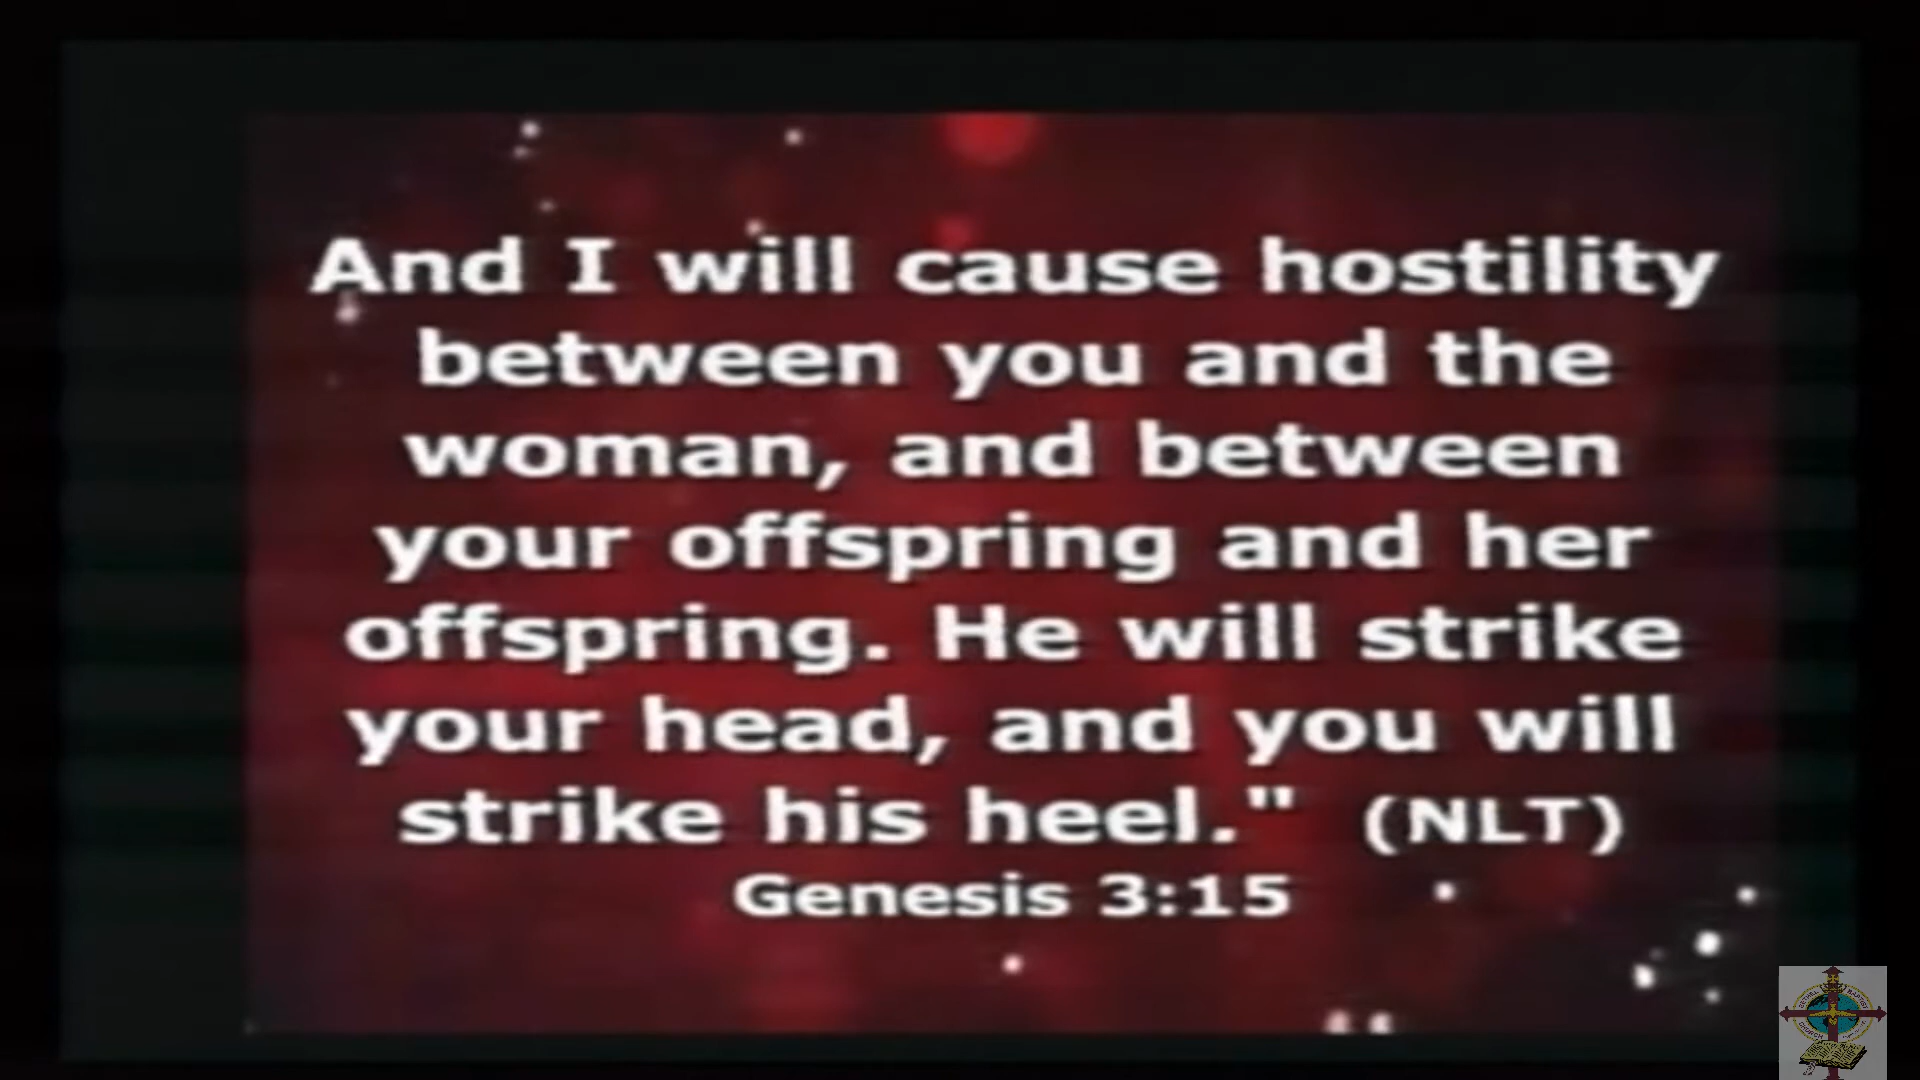 And I will cause hostility
between you and the
woman, and between
your offspring and her
offspring. He will strike
your head, and you will
strike his heel." (NLT)
Genesis 3:15